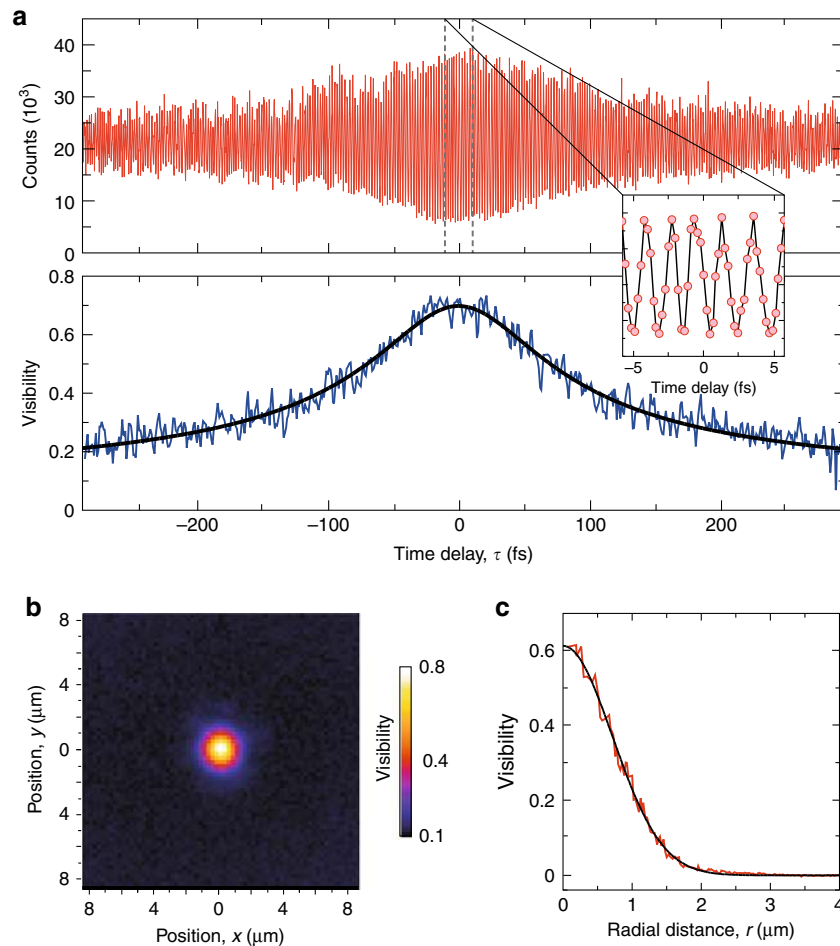 a
40
30
20
10
0
Counts (10³)
–5 0 5
Time delay (fs)
0.8
0.6
0.4
0.2
0
Visibility
–200 –100 0 100 200
Time delay, τ (fs)
b
8
4
0
4
8
Position, y (μm)
8 4 0 4 8
Position, x (μm)
0.8
0.4
0.1
Visibility
c
0.6
0.4
0.2
0
Visibility
0 1 2 3 4
Radial distance, r (μm)